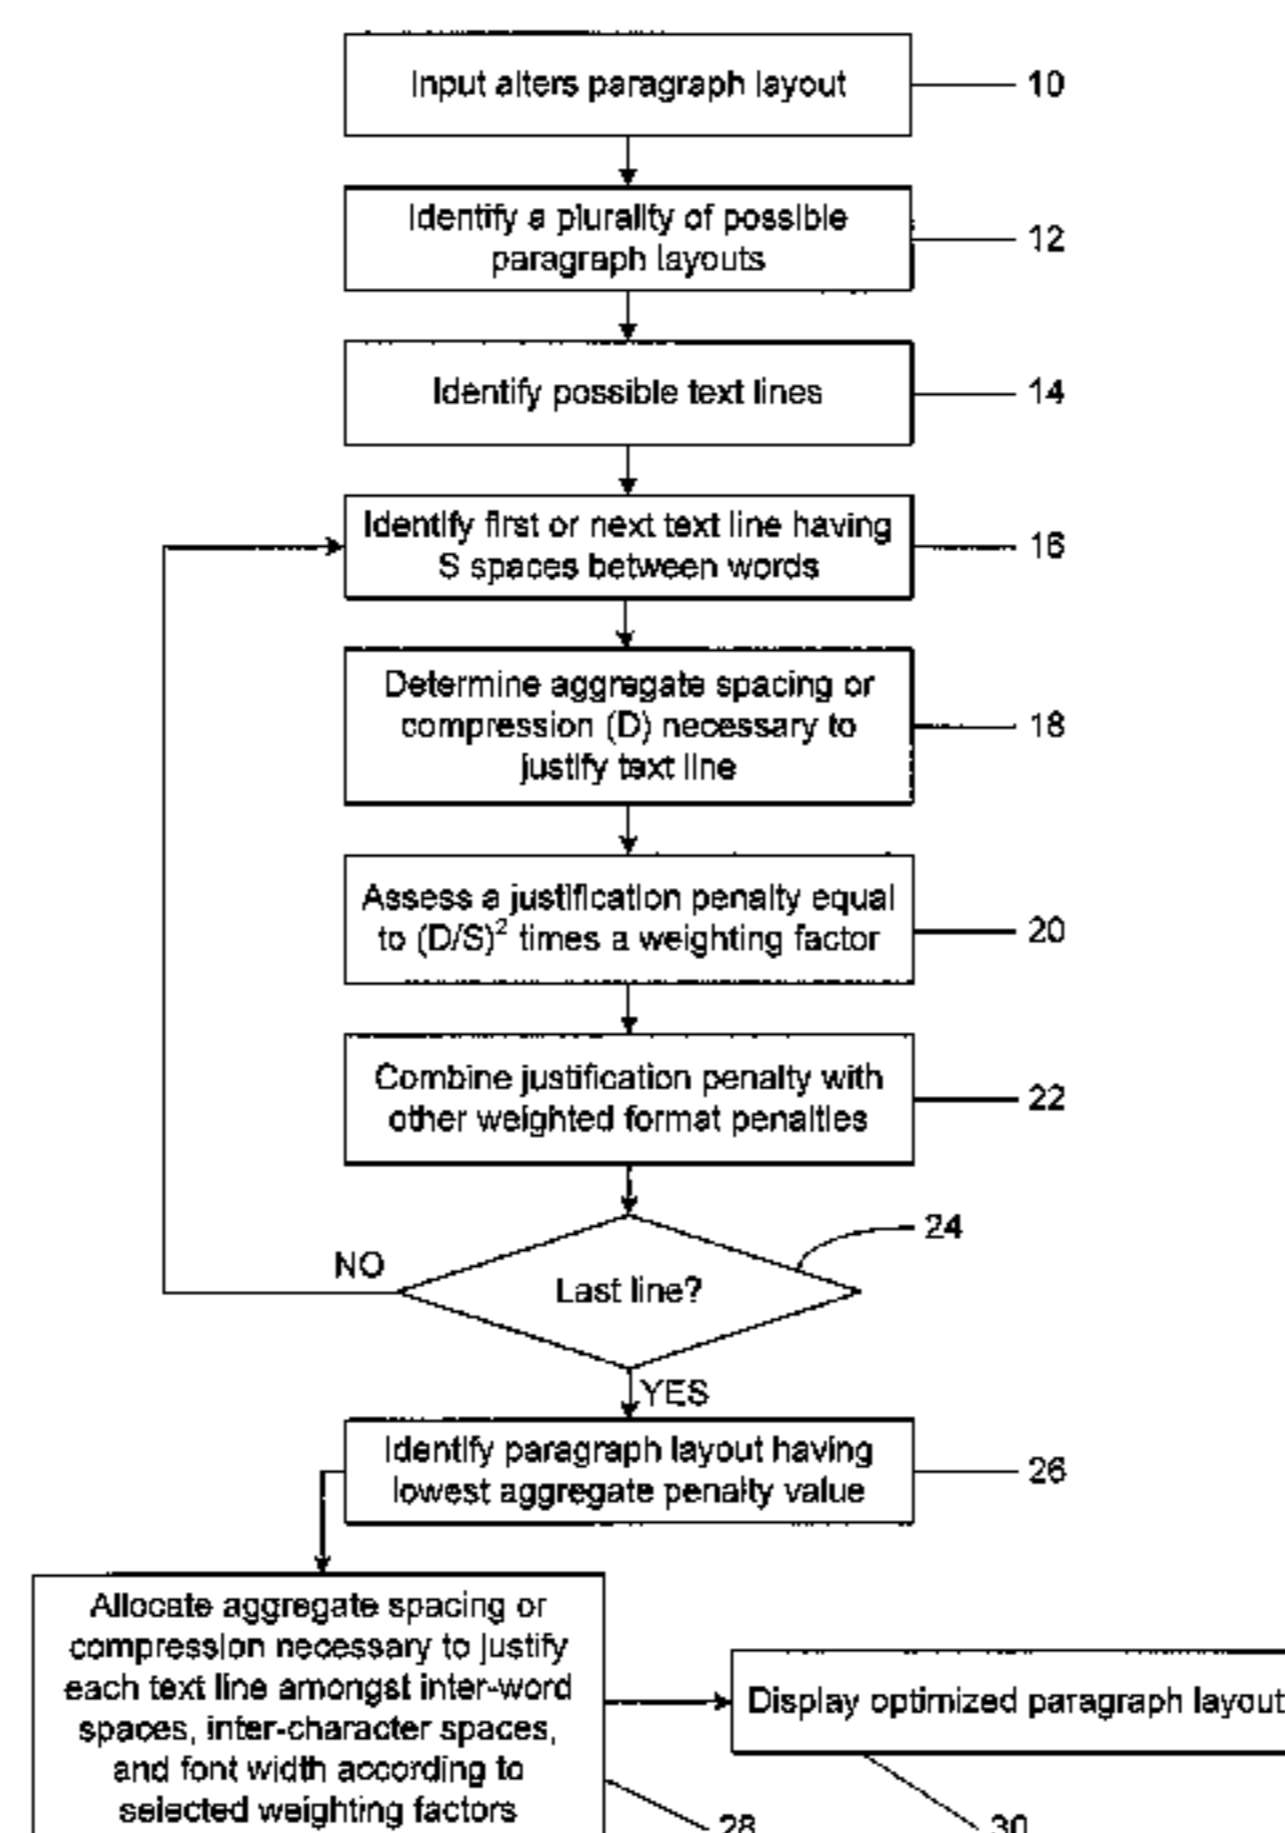 Input alters paragraph layout
10
Identify a plurality of possible
paragraph layouts
12
Identify possible text lines
14
Identify first or next text line having
S spaces between words
16
Determine aggregate spacing or
compression (D) necessary to
justify text line
18
Assess a justification penalty equal
to (D/S)² times a weighting factor
20
Combine justification penalty with
other weighted format penalties
22
24
NO
Last line?
YES
Identify paragraph layout having
lowest aggregate penalty value
26
Allocate aggregate spacing or
compression necessary to justify
each text line amongst inter-word
spaces, inter-character spaces,
and font width according to
selected weighting factors
28
Display optimized paragraph layout
30